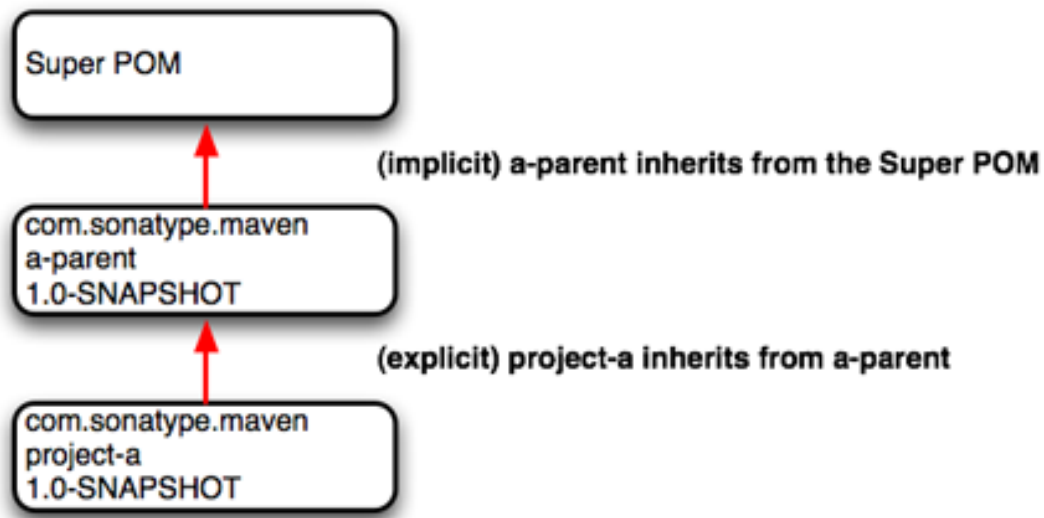 Super POM
(implicit) a-parent inherits from the Super POM
com.sonatype.maven
a-parent
1.0-SNAPSHOT
(explicit) project-a inherits from a-parent
com.sonatype.maven
project-a
1.0-SNAPSHOT